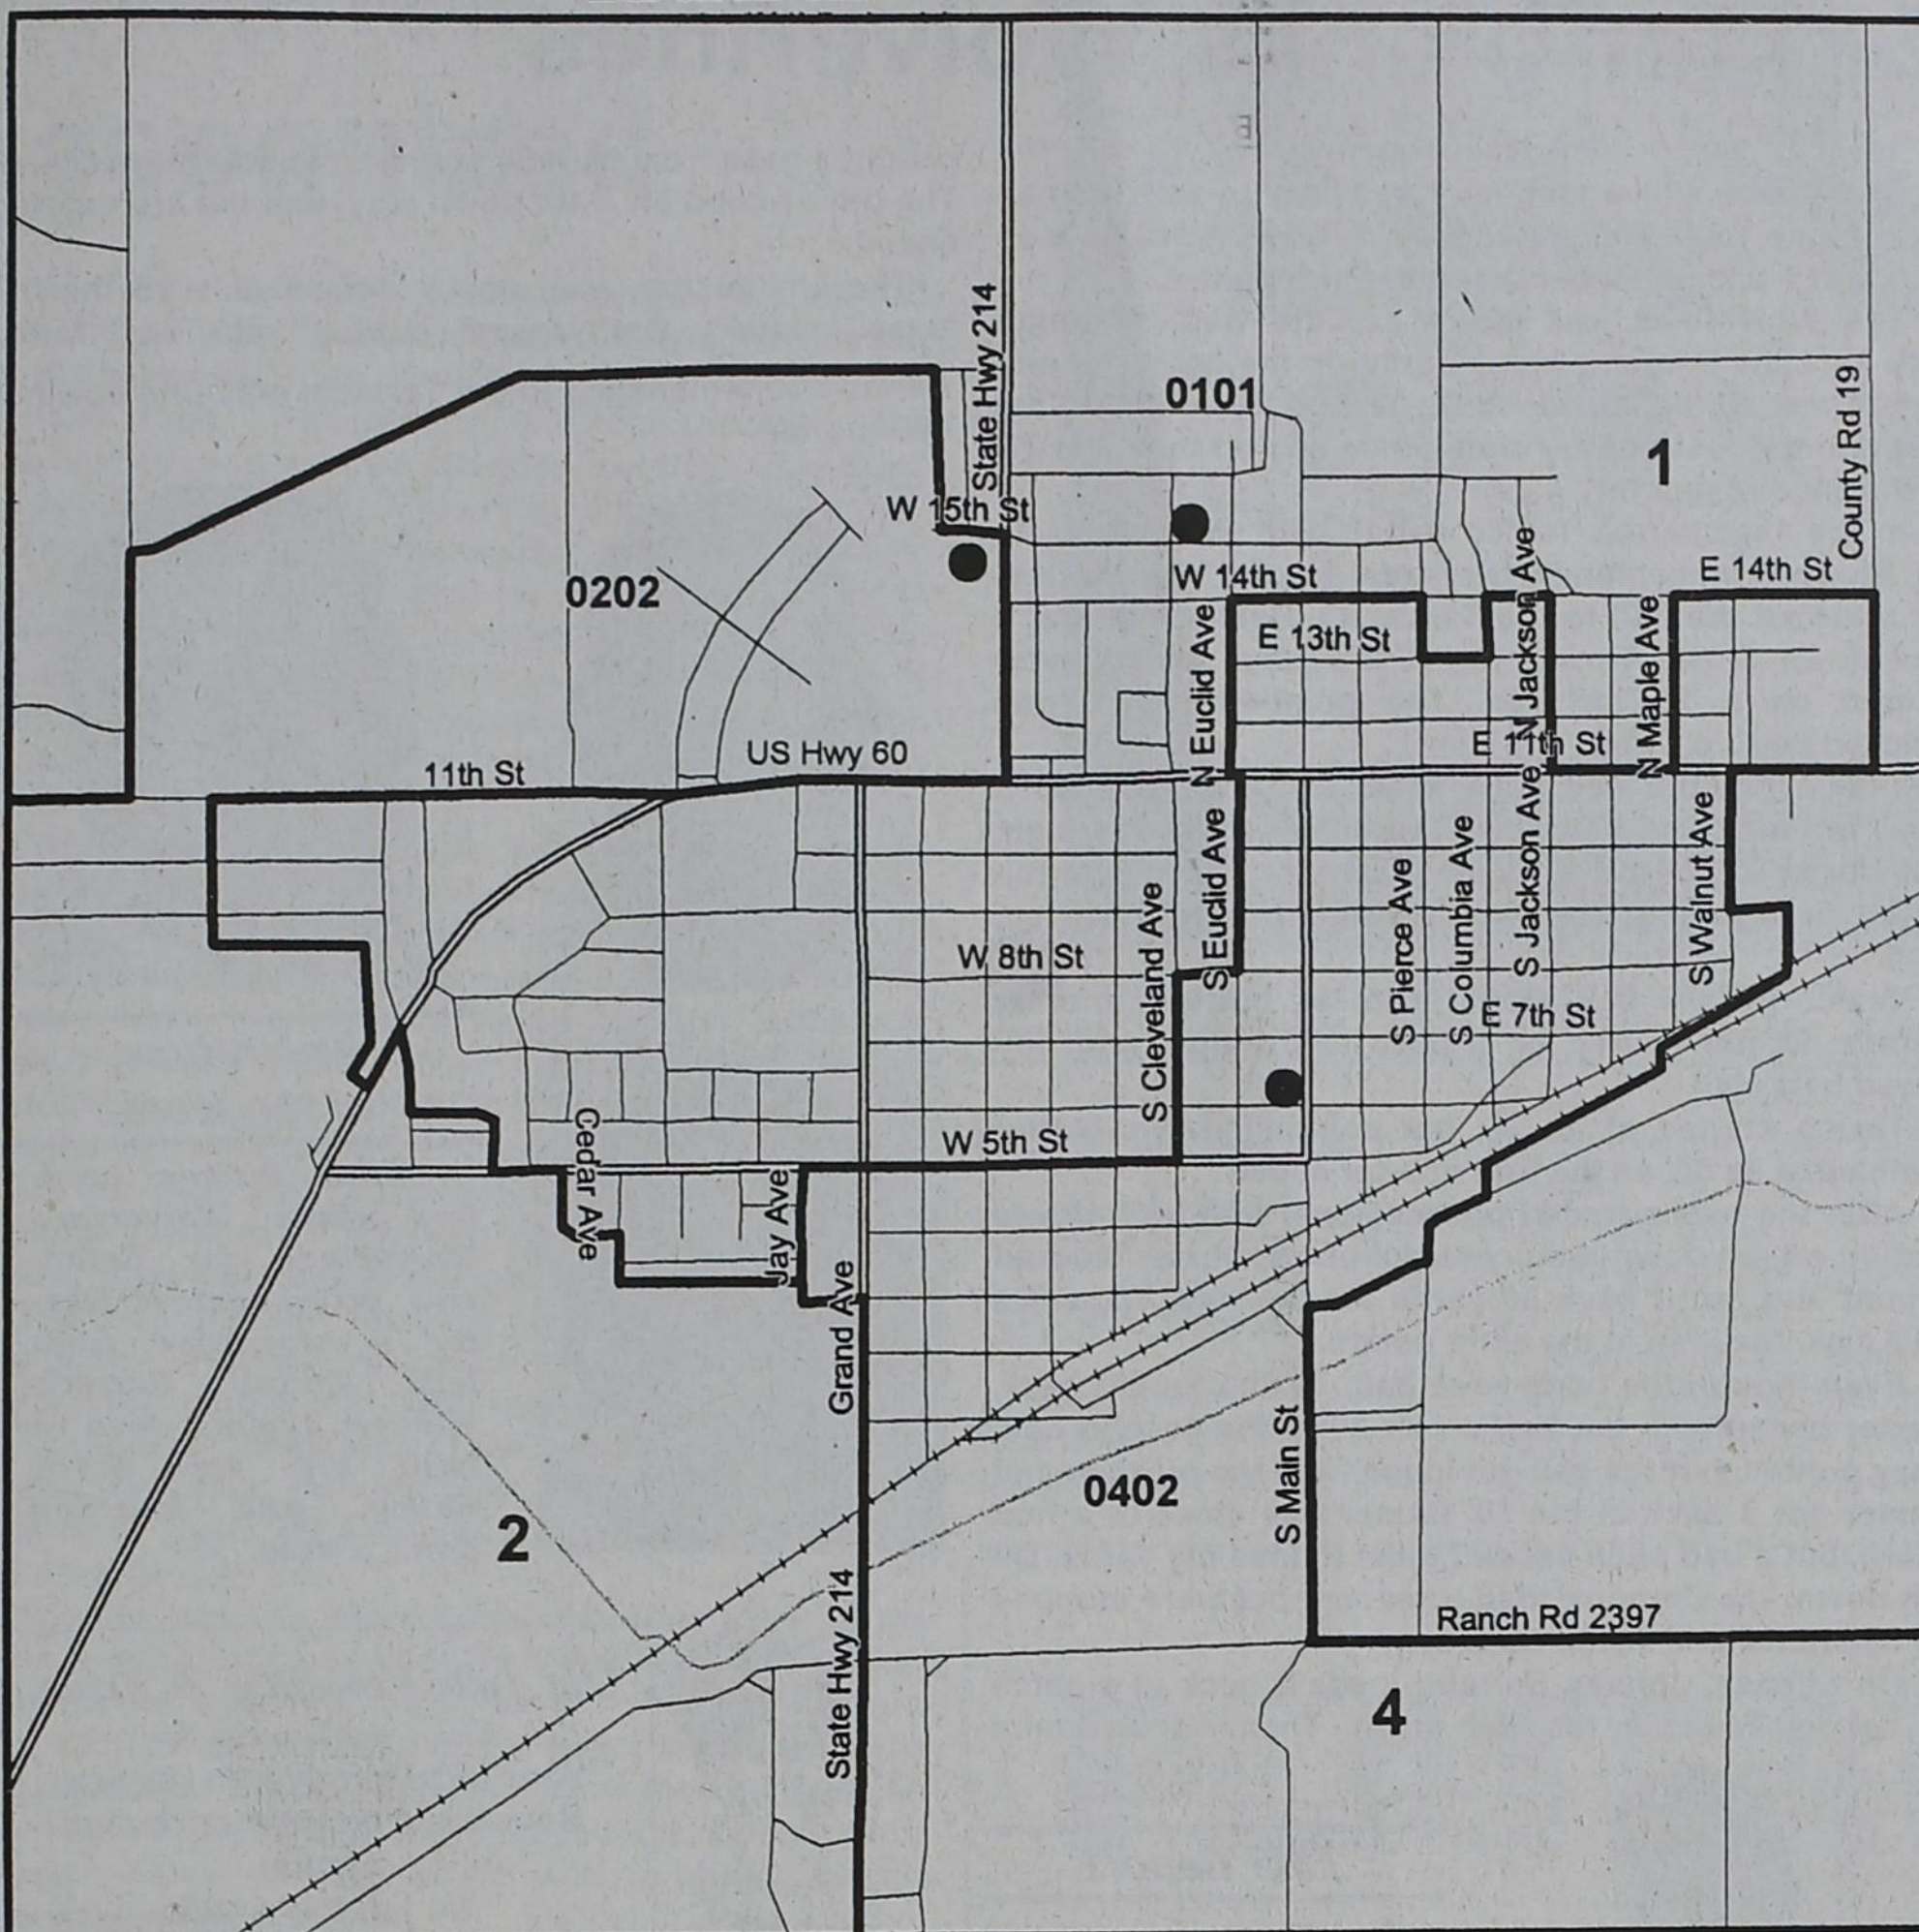 State Hwy 214
0101
County Rd 19
1
W 15th St
0202
W 14th St
E 14th St
N Jackson Ave
E 13th St
N Euclid Ave
N Maple Ave
E 11th St
US Hwy 60
11th St
S Euclid Ave
S Pierce Ave
S Columbia Ave
S Jackson Ave
S Walnut Ave
W 8th St
S Cleveland Ave
E 7th St
W 5th St
Cedar Ave
Jay Ave
Grand Ave
S Main St
0402
2
State Hwy 214
Ranch Rd 2397
4